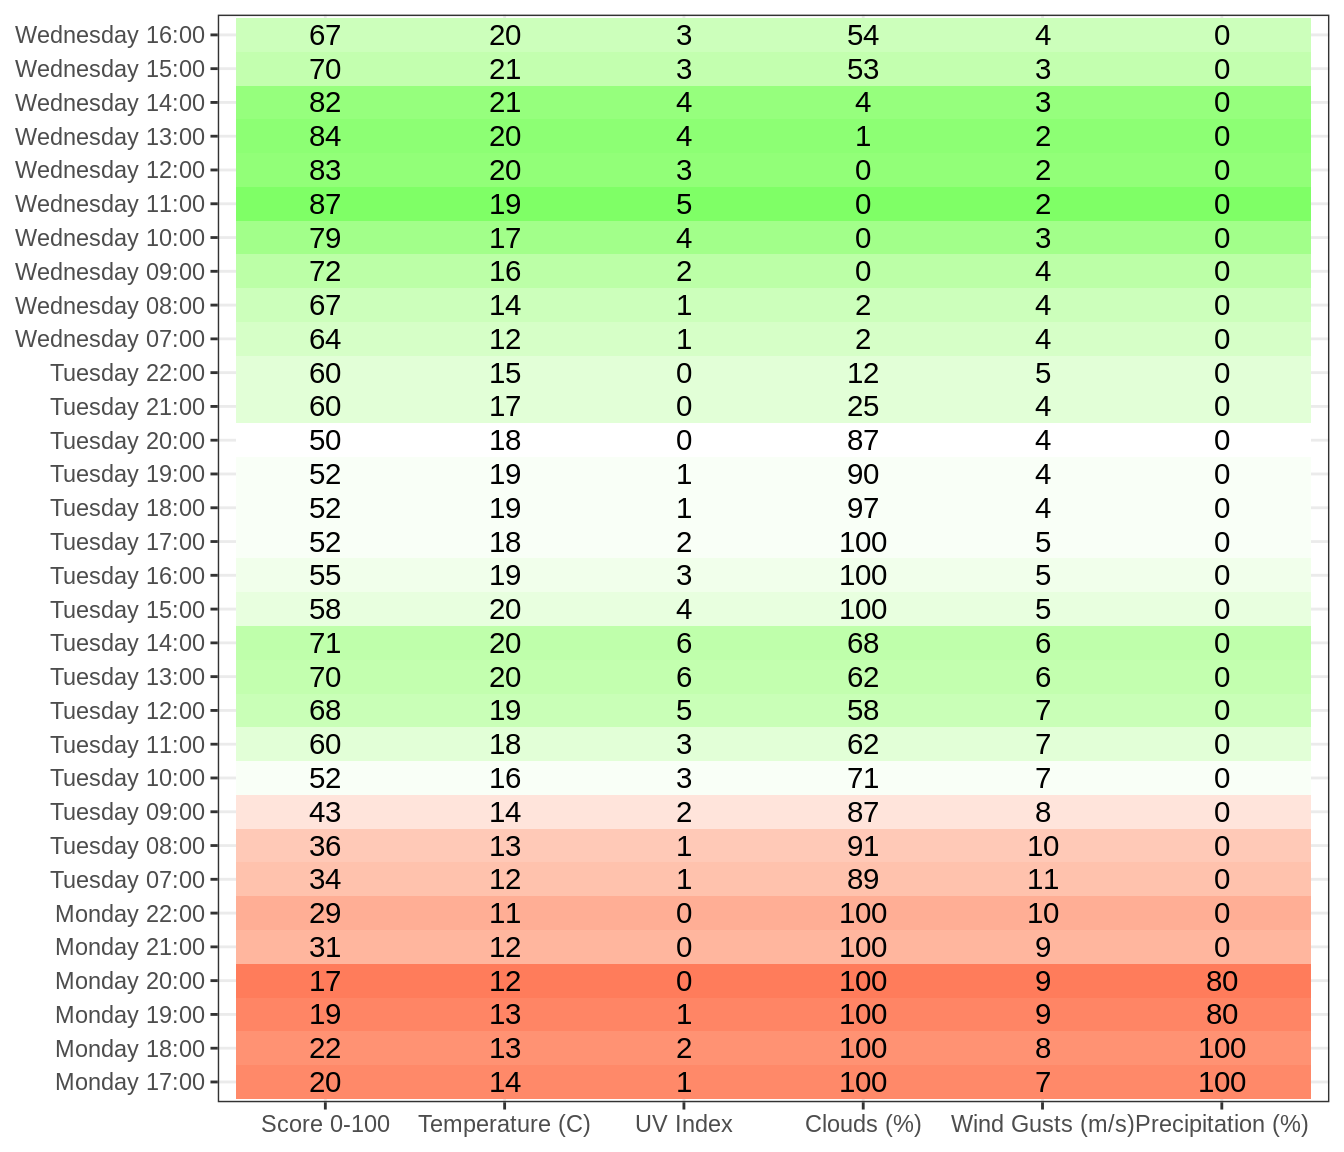 Wednesday 16:00 67 20 3 54 4 0
Wednesday 15:00 70 21 3 53 3 0
Wednesday 14:00 82 21 4 4 3 0
Wednesday 13:00 84 20 4 1 2 0
Wednesday 12:00 83 20 3 0 2 0
Wednesday 11:00 87 19 5 0 2 0
Wednesday 10:00 79 17 4 0 3 0
Wednesday 09:00 72 16 2 0 4 0
Wednesday 08:00 67 14 1 2 4 0
Wednesday 07:00 64 12 1 2 4 0
Tuesday 22:00 60 15 0 12 5 0
Tuesday 21:00 60 17 0 25 4 0
Tuesday 20:00 50 18 0 87 4 0
Tuesday 19:00 52 19 1 90 4 0
Tuesday 18:00 52 19 1 97 4 0
Tuesday 17:00 52 18 2 100 5 0
Tuesday 16:00 55 19 3 100 5 0
Tuesday 15:00 58 20 4 100 5 0
Tuesday 14:00 71 20 6 68 6 0
Tuesday 13:00 70 20 6 62 6 0
Tuesday 12:00 68 19 5 58 7 0
Tuesday 11:00 60 18 3 62 7 0
Tuesday 10:00 52 16 3 71 7 0
Tuesday 09:00 43 14 2 87 8 0
Tuesday 08:00 36 13 1 91 10 0
Tuesday 07:00 34 12 1 89 11 0
Monday 22:00 29 11 0 100 10 0
Monday 21:00 31 12 0 100 9 0
Monday 20:00 17 12 0 100 9 80
Monday 19:00 19 13 1 100 9 80
Monday 18:00 22 13 2 100 8 100
Monday 17:00 20 14 1 100 7 100
Score 0-100 Temperature (C) UV Index Clouds (%) Wind Gusts (m/s) Precipitation (%)